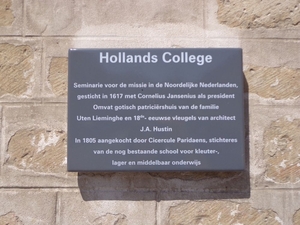 Hollands College
Seminarie voor de missie in de Noordelijke Nederlanden,
gesticht in 1617 met Cornelius Jansenius als president
Omvat gotisch patriciërshuis van de familie
Uten Lieminghe en 18de- eeuwse vleugels van architect
J.A. Hustin
In 1805 aangekocht door Cicercule Paridaens, stichteres
van de nog bestaande school voor kleuter-,
lager en middelbaar onderwijs